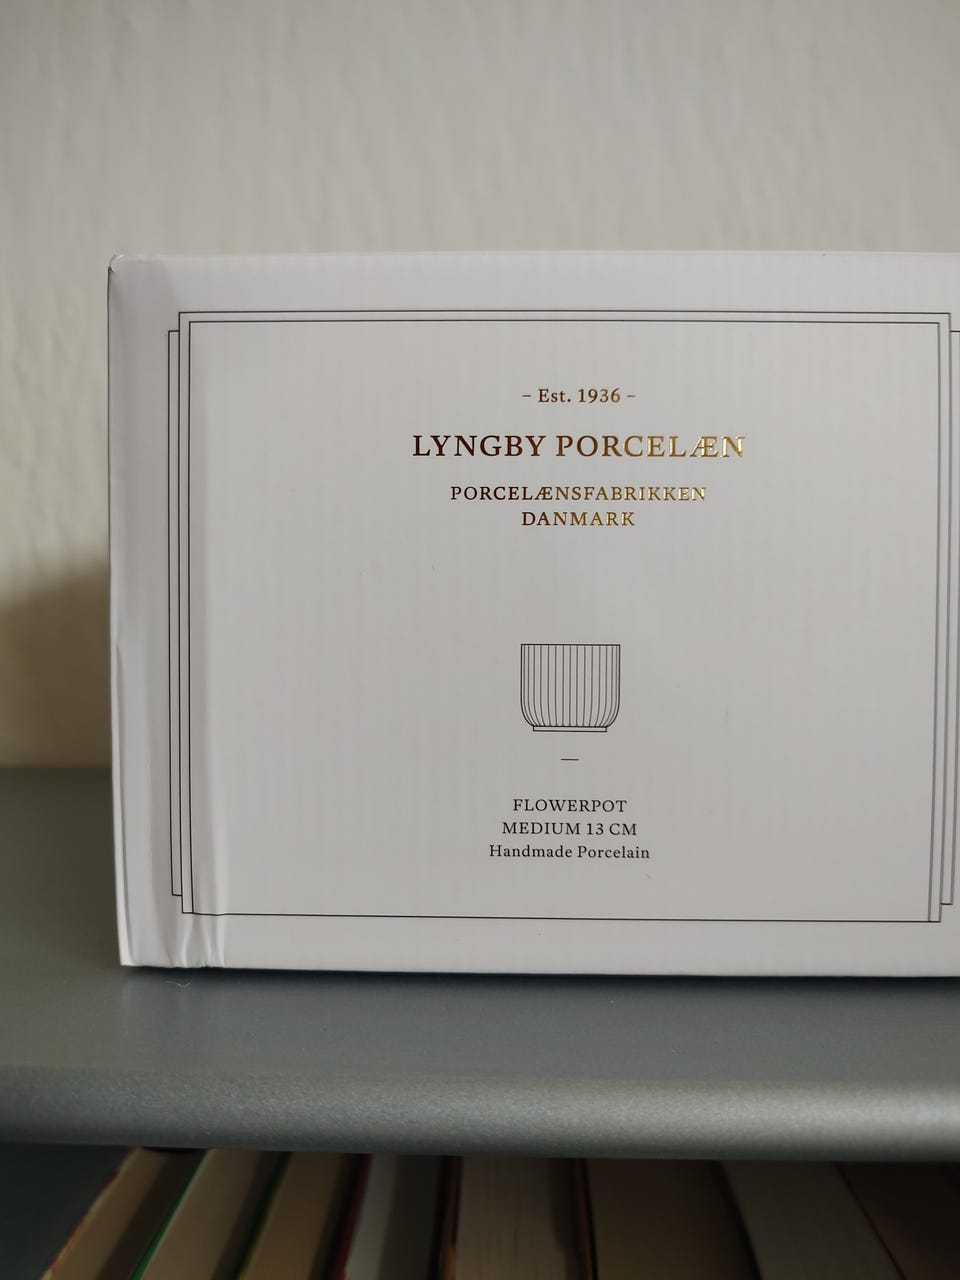 – Est. 1936 –
LYNGBY PORCELÆN
PORCELÆNSFABRIKKEN
DANMARK
FLOWERPOT
MEDIUM 13 CM
Handmade Porcelain